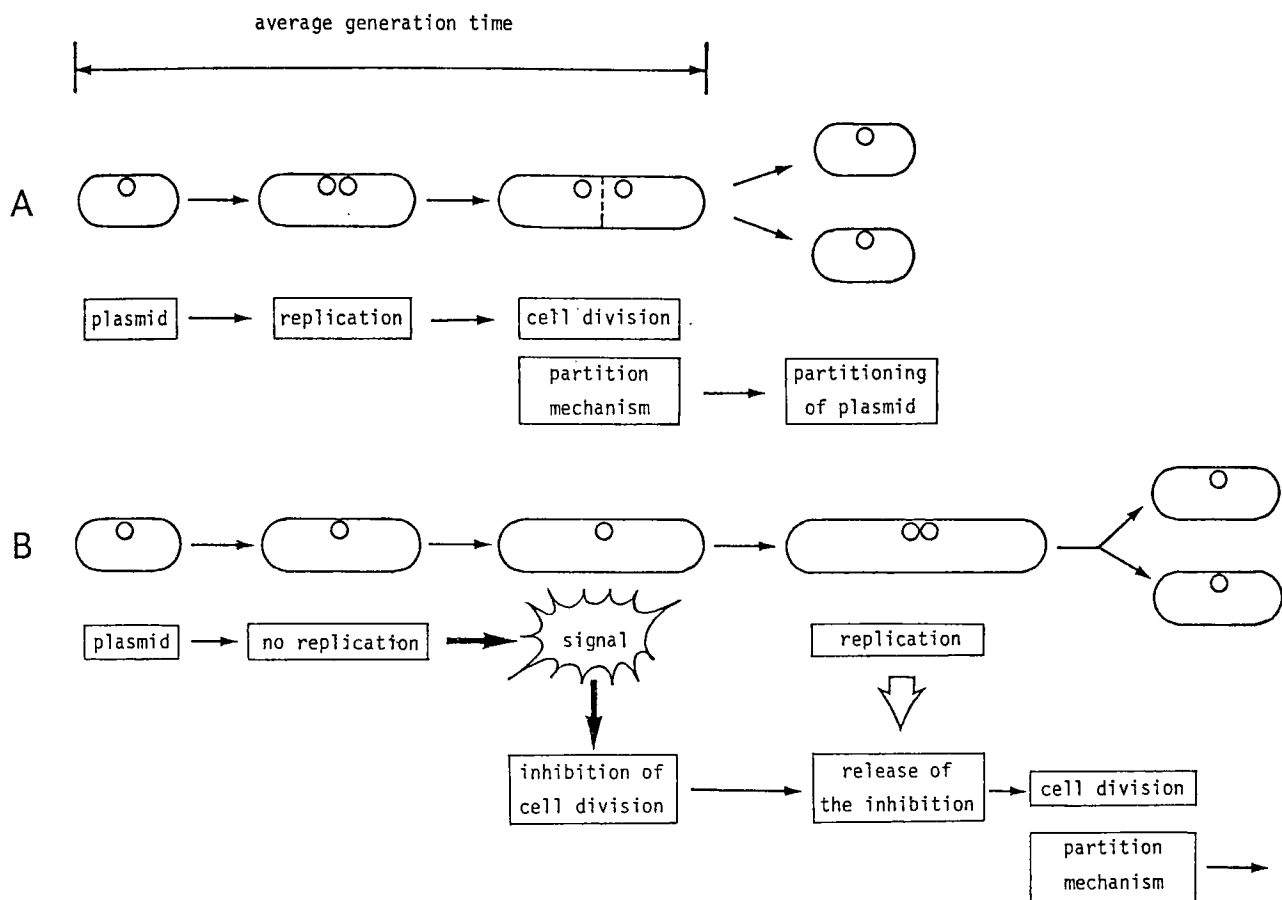 average generation time
A
plasmid
replication
cell division
partition
mechanism
partitioning
of plasmid
B
plasmid
no replication
signal
replication
inhibition of
cell division
release of
the inhibition
cell division
partition
mechanism